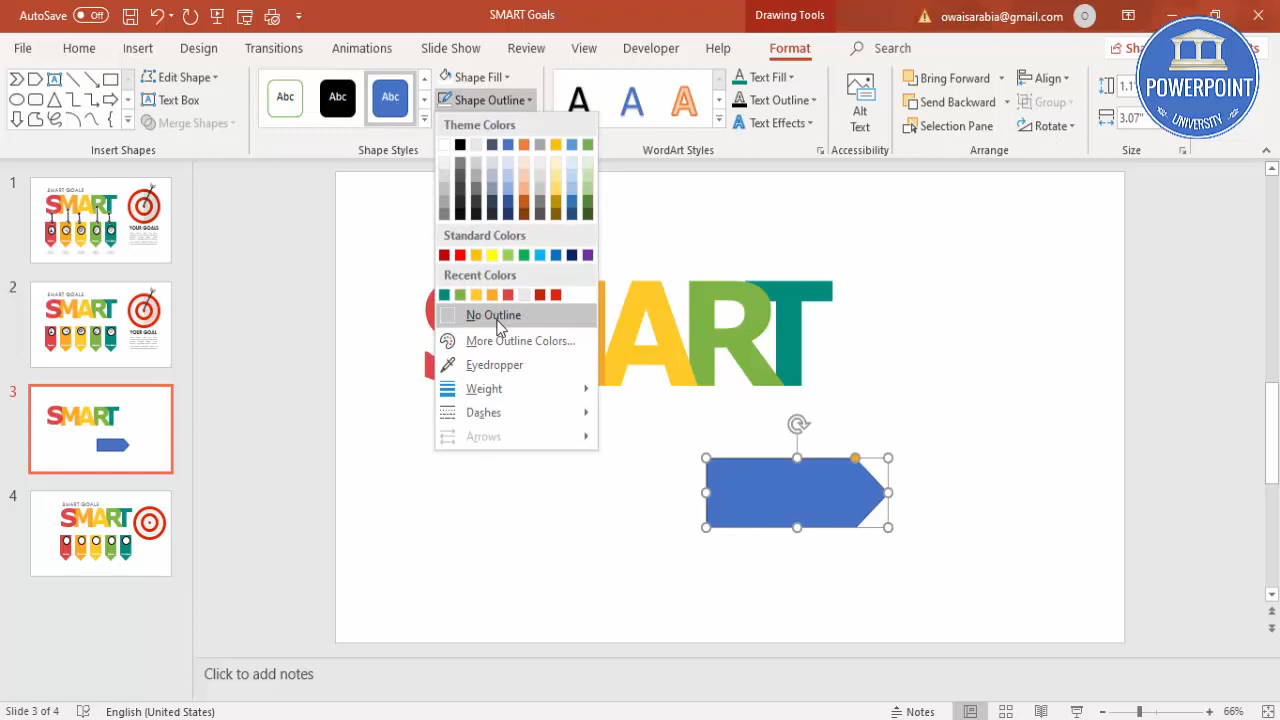 AutoSave Off SMART Goals Drawing Tools owaisarabia@gmail.com O
File Home Insert Design Transitions Animations Slide Show Review View Developer Help Format Search
Edit Shape
Text Box
Merge Shapes
Insert Shapes
Abc Abc Abc
Shape Styles
Shape Fill
Shape Outline
A A A
WordArt Styles
Text Fill
Text Outline
Text Effects
Alt
Text
Accessibility
Bring Forward
Send Backward
Selection Pane
Align
Group
Rotate
Arrange
3.07"
Size
POWERPOINT
UNIVERSITY
Theme Colors
Standard Colors
Recent Colors
No Outline
More Outline Colors...
Eyedropper
Weight
Dashes
Arrows
1
SMART GOALS
SMART
YOUR GOALS
2
SMART GOALS
SMART
YOUR GOAL
3
SMART
4
SMART GOALS
SMART
SMART
Click to add notes
Slide 3 of 4 English (United States) Notes 66%